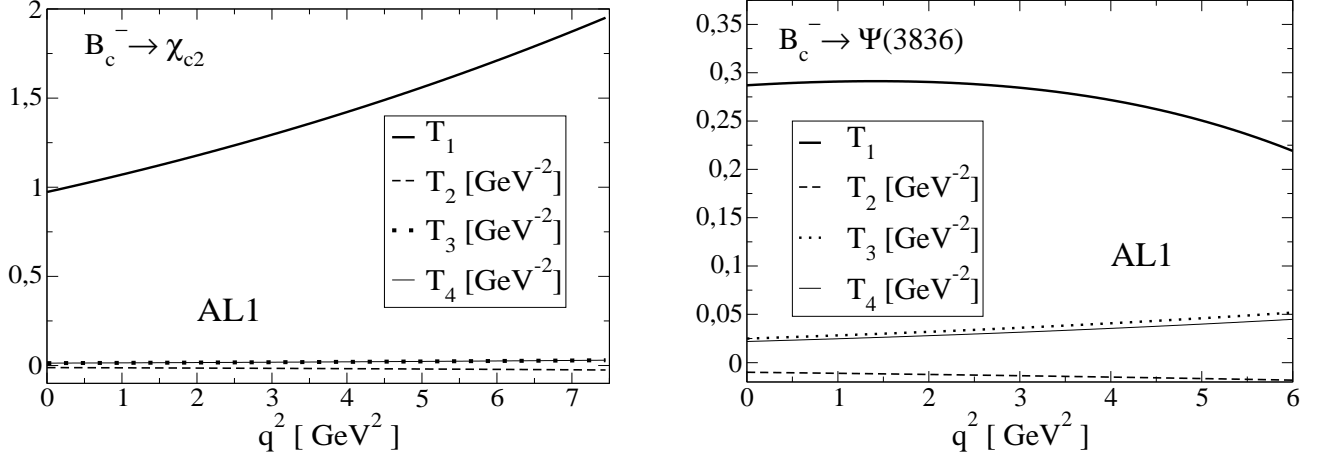 2
1,5
1
0,5
0
B_c^- → χ_c2
T_1
T_2 [GeV^-2]
T_3 [GeV^-2]
T_4 [GeV^-2]
AL1
0 1 2 3 4 5 6 7
q^2 [ GeV^2 ]
0,35
0,3
0,25
0,2
0,15
0,1
0,05
0
B_c^- → Ψ(3836)
T_1
T_2 [GeV^-2]
T_3 [GeV^-2]
T_4 [GeV^-2]
AL1
0 1 2 3 4 5 6
q^2 [ GeV^2 ]